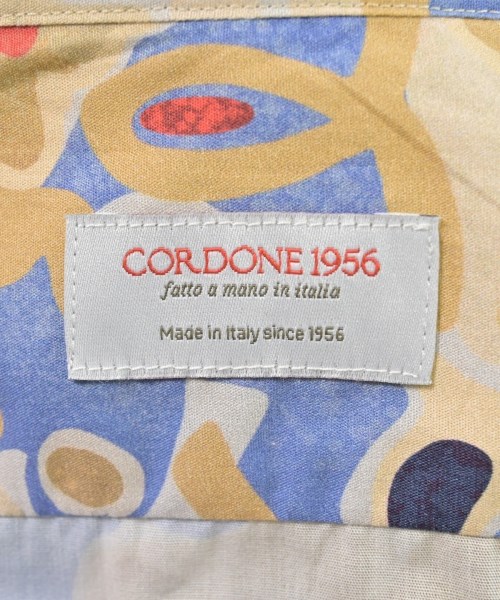 CORDONE 1956
fatto a mano in italia
Made in Italy since 1956